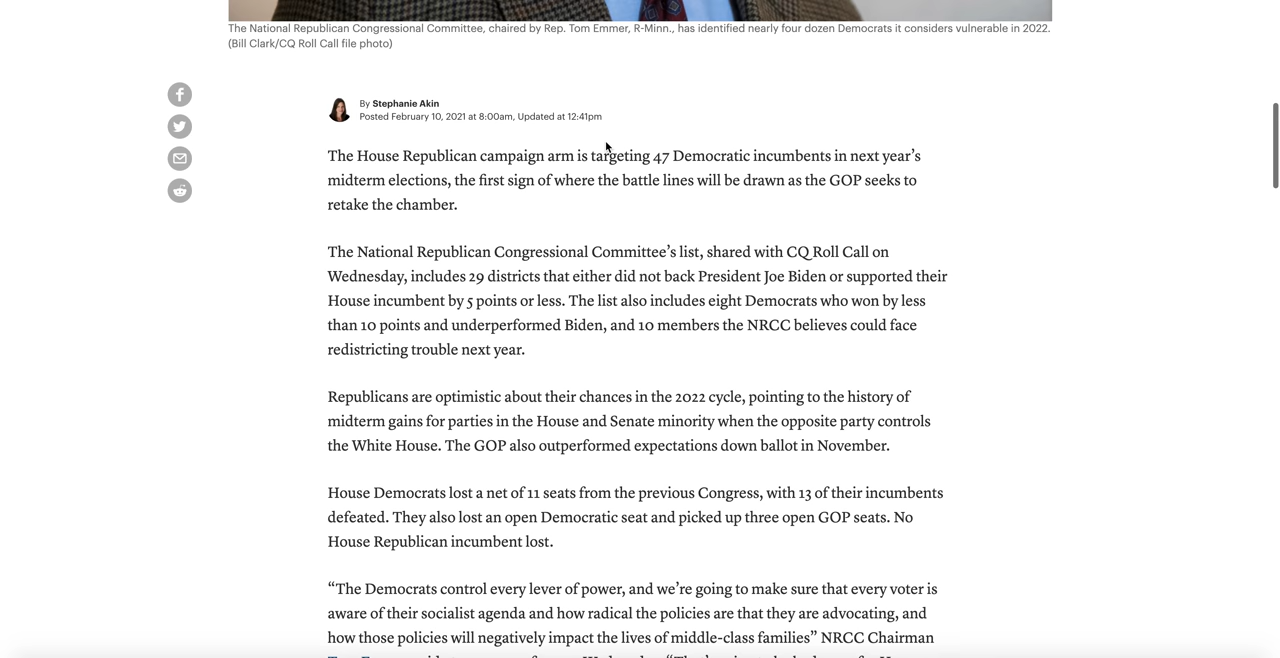 The National Republican Congressional Committee, chaired by Rep. Tom Emmer, R-Minn., has identified nearly four dozen Democrats it considers vulnerable in 2022.
(Bill Clark/CQ Roll Call file photo)
By Stephanie Akin
Posted February 10, 2021 at 8:00am, Updated at 12:41pm
The House Republican campaign arm is targeting 47 Democratic incumbents in next year’s
midterm elections, the first sign of where the battle lines will be drawn as the GOP seeks to
retake the chamber.
The National Republican Congressional Committee’s list, shared with CQ Roll Call on
Wednesday, includes 29 districts that either did not back President Joe Biden or supported their
House incumbent by 5 points or less. The list also includes eight Democrats who won by less
than 10 points and underperformed Biden, and 10 members the NRCC believes could face
redistricting trouble next year.
Republicans are optimistic about their chances in the 2022 cycle, pointing to the history of
midterm gains for parties in the House and Senate minority when the opposite party controls
the White House. The GOP also outperformed expectations down ballot in November.
House Democrats lost a net of 11 seats from the previous Congress, with 13 of their incumbents
defeated. They also lost an open Democratic seat and picked up three open GOP seats. No
House Republican incumbent lost.
“The Democrats control every lever of power, and we’re going to make sure that every voter is
aware of their socialist agenda and how radical the policies are that they are advocating, and
how those policies will negatively impact the lives of middle-class families” NRCC Chairman